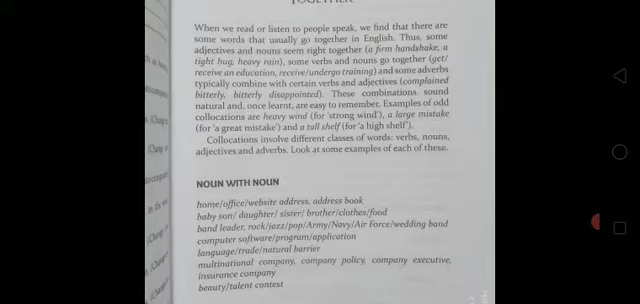 TOGETHER
When we read or listen to people speak, we find that there are
some words that usually go together in English. Thus, some
adjectives and nouns seem right together (a firm handshake, a
tight hug, heavy rain), some verbs and nouns go together (get/
receive an education, receive/undergo training) and some adverbs
typically combine with certain verbs and adjectives (complained
bitterly, bitterly disappointed). These combinations sound
natural and, once learnt, are easy to remember. Examples of odd
collocations are heavy wind (for 'strong wind'), a large mistake
(for 'a great mistake') and a tall shelf (for 'a high shelf').
Collocations involve different classes of words: verbs, nouns,
adjectives and adverbs. Look at some examples of each of these.
NOUN WITH NOUN
home/office/website address, address book
baby son/ daughter/ sister/ brother/clothes/food
band leader, rock/jazz/pop/Army/Navy/Air Force/wedding band
computer software/program/application
language/trade/natural barrier
multinational company, company policy, company executive,
insurance company
beauty/talent contest